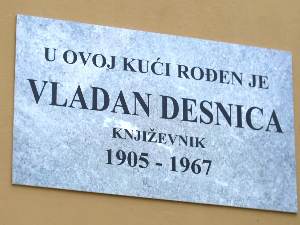 U OVOJ KUĆI ROĐEN JE
VLADAN DESNICA
KNJIŽEVNIK
1905 - 1967